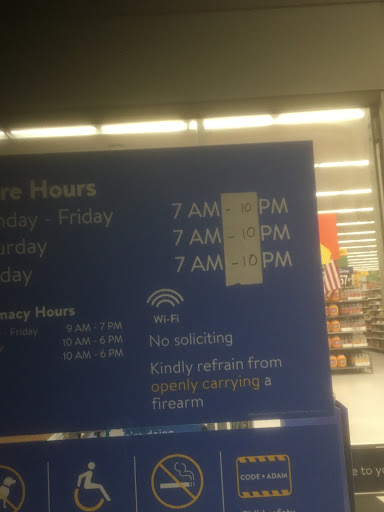 re Hours
nday - Friday 7 AM - 10 PM
urday 7 AM - 10 PM
day 7 AM - 10 PM
macy Hours
- Friday 9 AM - 7 PM
10 AM - 6 PM
10 AM - 6 PM
Wi-Fi
No soliciting
Kindly refrain from
openly carrying a
firearm
CODE ADAM
e to yo